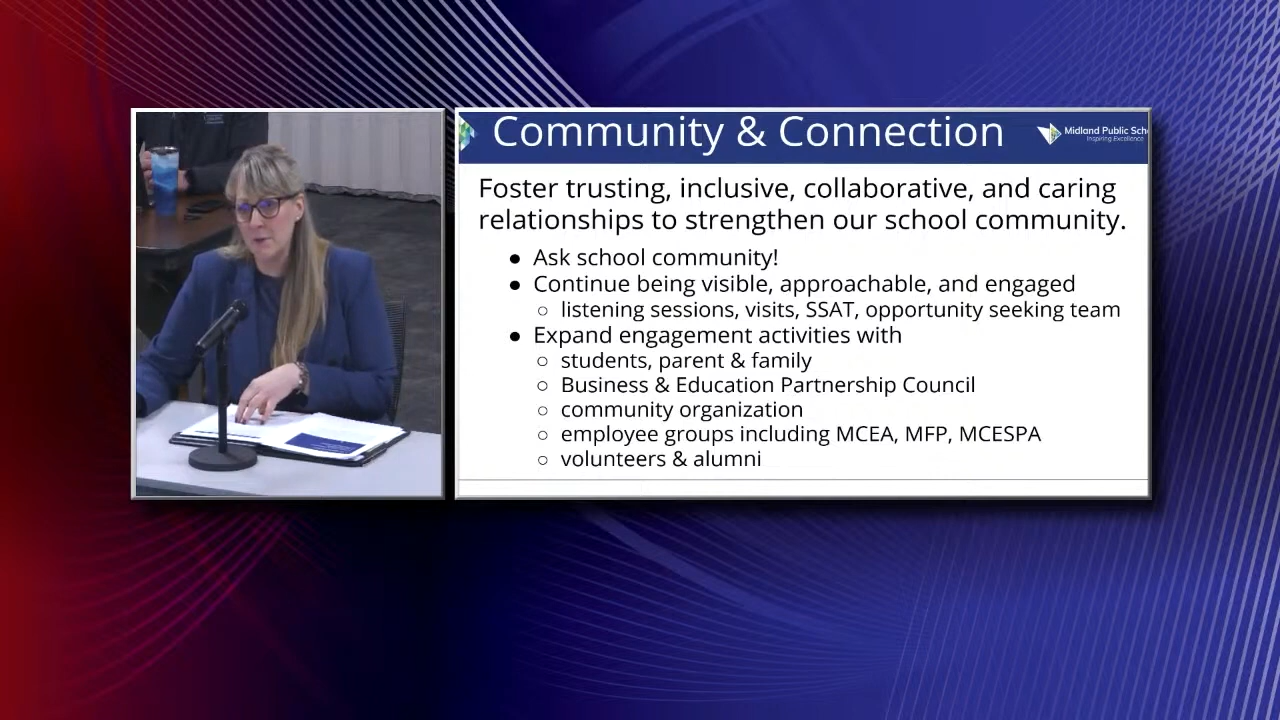 Community & Connection
Midland Public Sch
Inspiring Excellence
Foster trusting, inclusive, collaborative, and caring
relationships to strengthen our school community.
● Ask school community!
● Continue being visible, approachable, and engaged
○ listening sessions, visits, SSAT, opportunity seeking team
● Expand engagement activities with
○ students, parent & family
○ Business & Education Partnership Council
○ community organization
○ employee groups including MCEA, MFP, MCESPA
○ volunteers & alumni